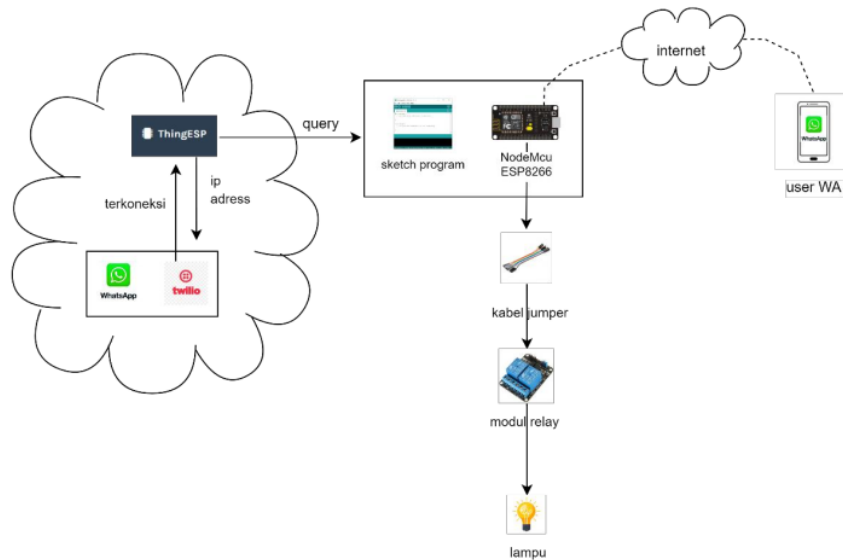 internet
ThingESP
query
sketch program
NodeMcu
ESP8266
WhatsApp
user WA
terkoneksi
ip
adress
WhatsApp
twilio
kabel jumper
modul relay
lampu